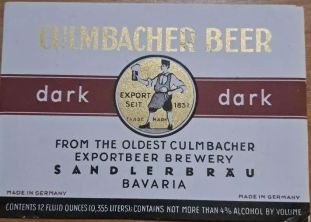 CULMBACHER BEER
dark
EXPORT
SEIT 1831
TRADE MARK
dark
FROM THE OLDEST CULMBACHER
EXPORTBEER BREWERY
SANDLERBRÄU
BAVARIA
MADE IN GERMANY
MADE IN GERMANY
CONTENTS 12 FLUID OUNCES (0,355 LITERS); CONTAINS NOT MORE THAN 4% ALCOHOL BY VOLUME